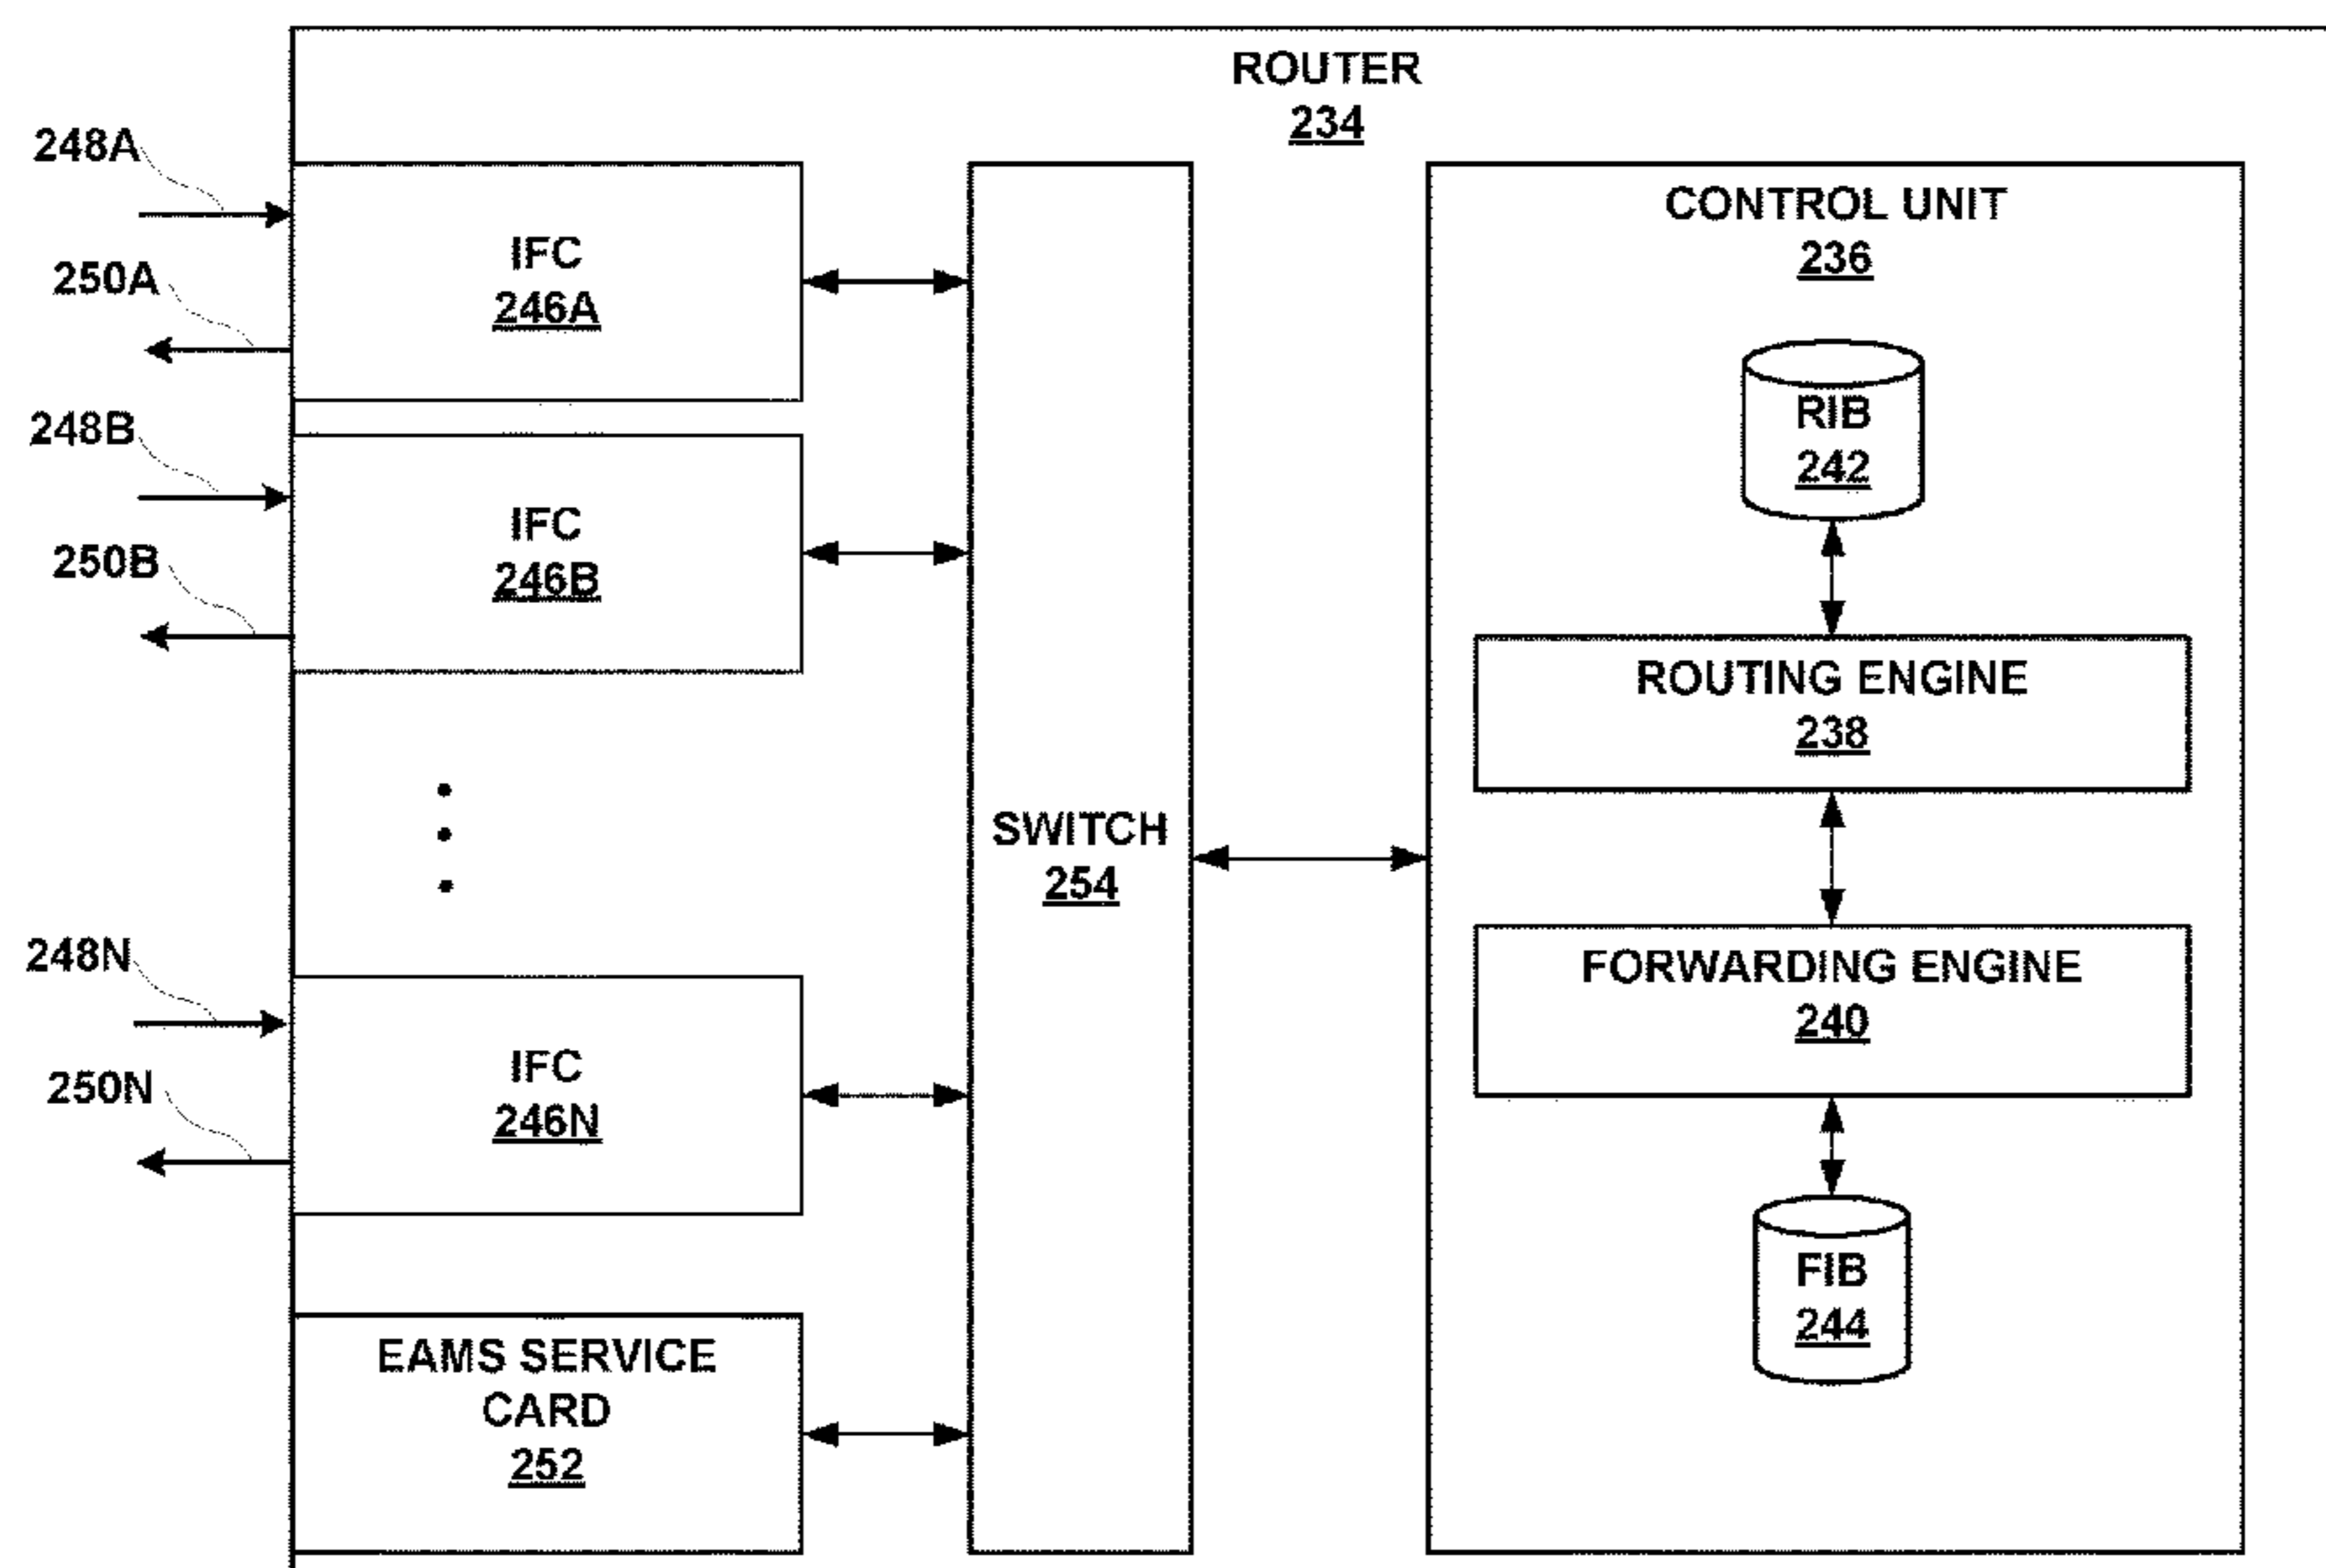 ROUTER
234
248A
250A
IFC
246A
248B
250B
IFC
246B
248N
250N
IFC
246N
EAMS SERVICE
CARD
252
SWITCH
254
CONTROL UNIT
236
RIB
242
ROUTING ENGINE
238
FORWARDING ENGINE
240
FIB
244